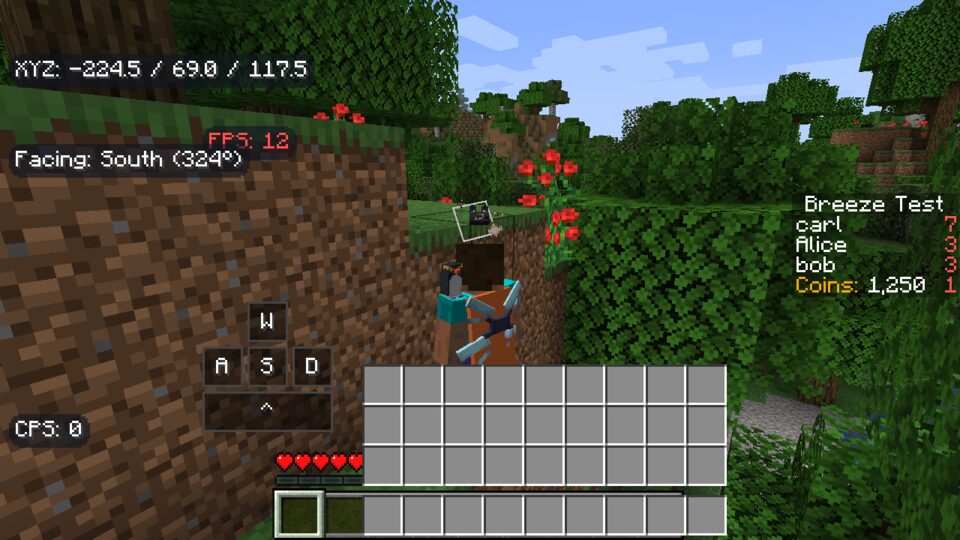 XYZ: -224.5 / 69.0 / 117.5
FPS: 12
Facing: South (324°)
Breeze Test
carl 7
Alice 3
bob 3
Coins: 1,250 1
W
A S D
^
CPS: 0